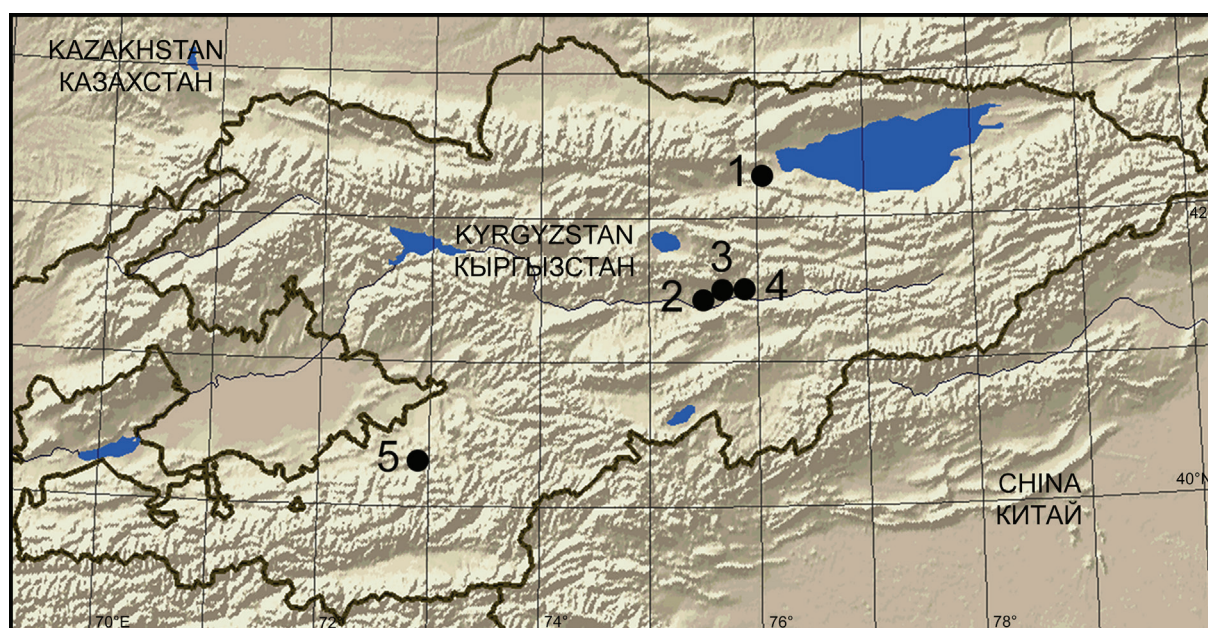 KAZAKHSTAN
КАЗАХСТАН
1
42
KYRGYZSTAN
КЫРГЫЗСТАН
3
2
4
5
40°N
CHINA
КИТАЙ
70°E
72
74°
76°
78°